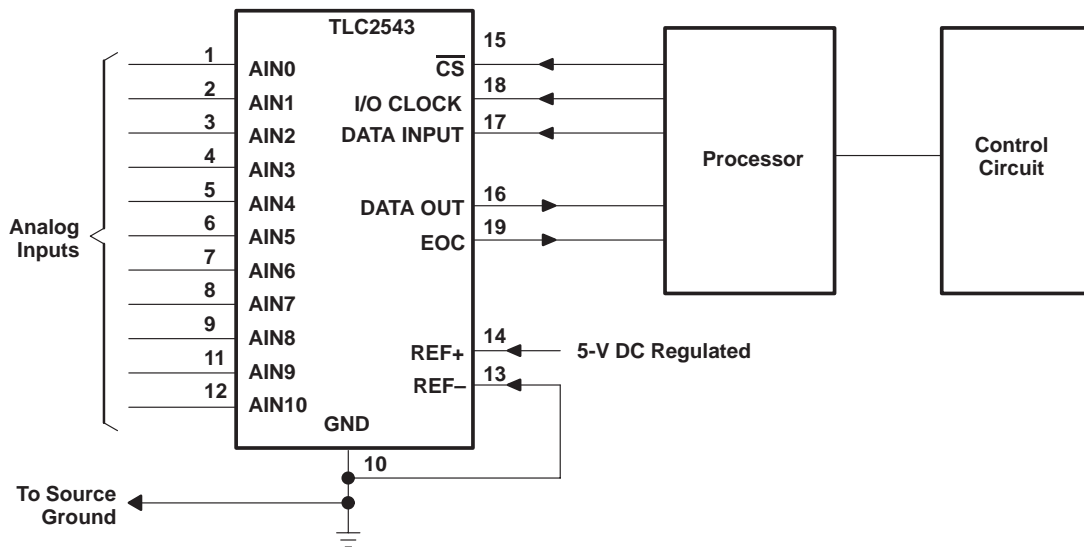 TLC2543
1
AIN0
2
AIN1
3
AIN2
4
AIN3
5
AIN4
6
AIN5
7
AIN6
8
AIN7
9
AIN8
11
AIN9
12
AIN10
Analog
Inputs
15
CS
18
I/O CLOCK
17
DATA INPUT
16
DATA OUT
19
EOC
14
REF+
5-V DC Regulated
13
REF–
GND
10
To Source
Ground
Processor
Control
Circuit